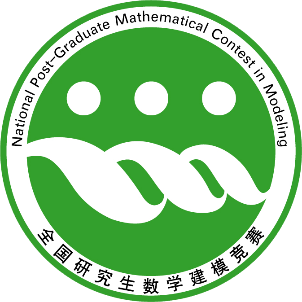 National Post-Graduate Mathematical Contest in Modeling
全国研究生数学建模竞赛